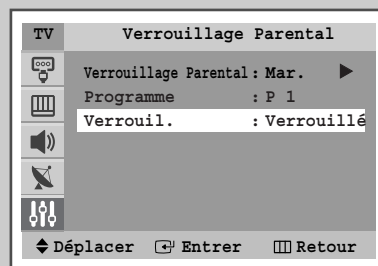 TV
Verrouillage Parental
Verrouillage Parental : Mar.
Programme : P 1
Verrouil. : Verrouillé
Déplacer Entrer Retour